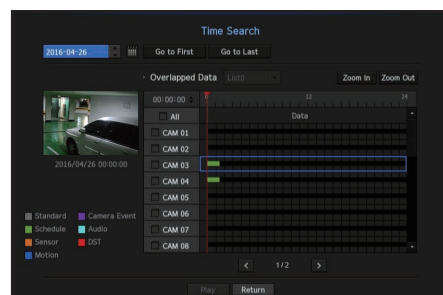 Time Search
2016-04-26 Go to First Go to Last
Overlapped Data List0 Zoom In Zoom Out
00:00:00 0 12 24
All Data
CAM 01
CAM 02
2016/04/26 00:00:00 CAM 03
CAM 04
CAM 05
Standard Camera Event CAM 06
Schedule Audio CAM 07
Sensor DST CAM 08
Motion
1/2
Play Return